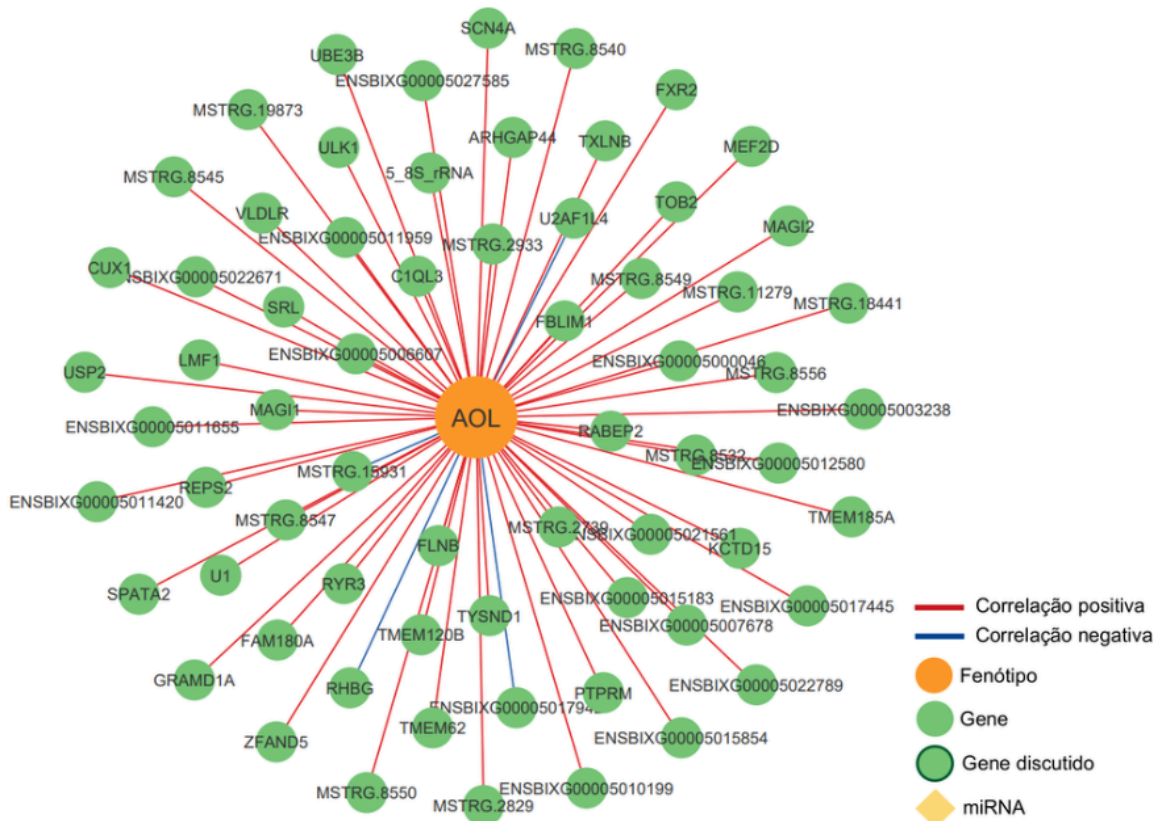 SCN4A
UBE3B
MSTRG.8540
ENSBIXG00005027585
FXR2
MSTRG.19873
ARHGAP44
TXLNB
ULK1
MEF2D
5_8S_rRNA
MSTRG.8545
TOB2
VLDLR
U2AF1L4
MAGI2
ENSBIXG00005011959
MSTRG.2933
CUX1
NSBIXG00005022671
C1QL3
MSTRG.8549
MSTRG.11279
MSTRG.18441
SRL
FBLIM1
ENSBIXG00005006607
LMF1
ENSBIXG00005000046
USP2
MSTRG.8556
MAGI1
ENSBIXG00005003238
AOL
ENSBIXG00005011655
RABEP2
MSTRG.8532
ENSBIXG00005012580
MSTRG.15931
REPS2
ENSBIXG00005011420
TMEM185A
MSTRG.8547
MSTRG.2739
NSBIXG00005021561
FLNB
KCTD15
U1
RYR3
SPATA2
ENSBIXG00005015183
ENSBIXG00005017445
Correlação positiva
TYSND1
ENSBIXG00005007678
FAM180A
TMEM120B
Correlação negativa
GRAMD1A
RHBG
PTPRM
ENSBIXG00005022789
Fenótipo
ENSBIXG0000501794
TMEM62
Gene
ZFAND5
ENSBIXG00005015854
Gene discutido
MSTRG.8550
ENSBIXG00005010199
MSTRG.2829
miRNA